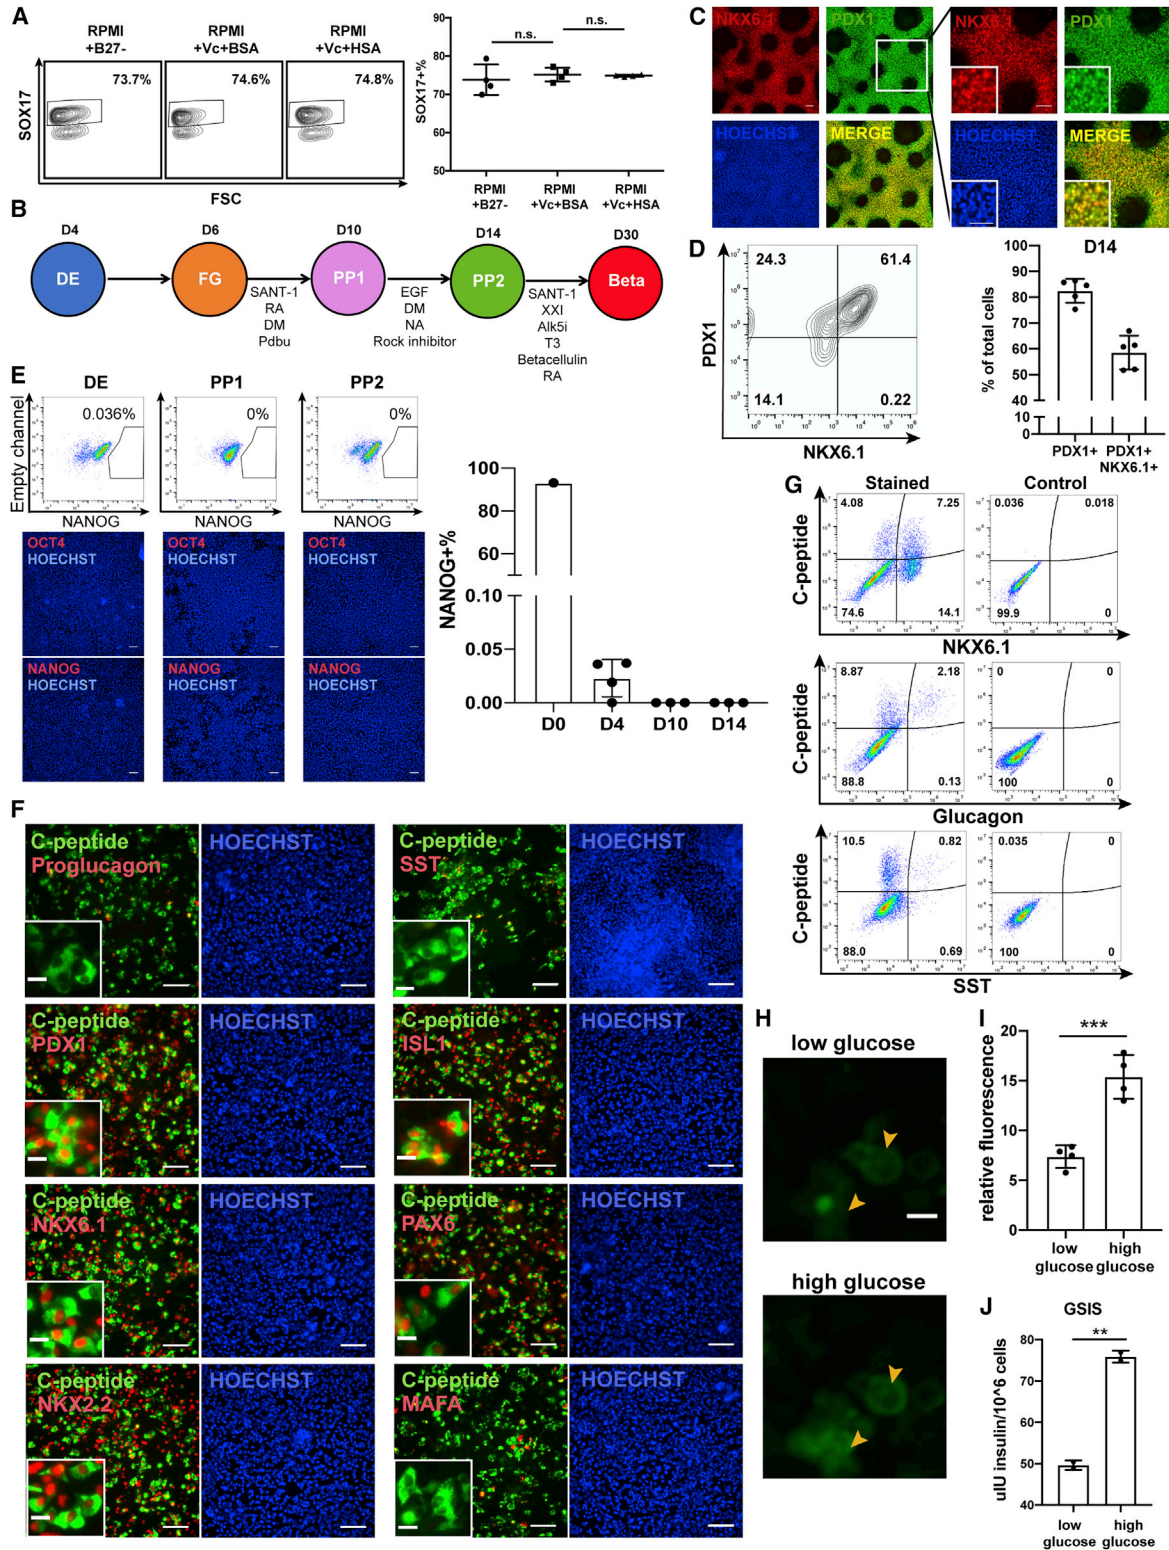 A
RPMI
+B27-
RPMI
+Vc+BSA
RPMI
+Vc+HSA
73.7%
74.6%
74.8%
SOX17
FSC
SOX17+%
90
80
70
60
50
n.s.
n.s.
RPMI
+B27-
RPMI
+Vc+BSA
RPMI
+Vc+HSA
B
D4
D6
D10
D14
D30
DE
FG
PP1
PP2
Beta
SANT-1
RA
DM
Pdbu
EGF
DM
NA
Rock inhibitor
SANT-1
XXI
Alk5i
T3
Betacellulin
RA
C
NKX6.1
PDX1
NKX6.1
PDX1
HOECHST
MERGE
HOECHST
MERGE
D
24.3
61.4
14.1
0.22
PDX1
NKX6.1
D14
% of total cells
100
90
80
70
60
50
40
10
0
PDX1+
PDX1+
NKX6.1+
E
DE
PP1
PP2
0.036%
0%
0%
Empty channel
NANOG
NANOG
NANOG
OCT4
HOECHST
OCT4
HOECHST
OCT4
HOECHST
NANOG
HOECHST
NANOG
HOECHST
NANOG
HOECHST
NANOG+%
100
80
60
0.10
0.05
0.00
D0
D4
D10
D14
F
C-peptide
Proglucagon
HOECHST
C-peptide
SST
HOECHST
C-peptide
PDX1
HOECHST
C-peptide
ISL1
HOECHST
C-peptide
NKX6.1
HOECHST
C-peptide
PAX6
HOECHST
C-peptide
NKX2.2
HOECHST
C-peptide
MAFA
HOECHST
G
Stained
Control
4.08
7.25
74.6
14.1
0.036
0.018
99.9
0
C-peptide
NKX6.1
8.87
2.18
88.8
0.13
0
0
100
0
C-peptide
Glucagon
10.5
0.82
88.0
0.69
0.035
0
100
0
C-peptide
SST
H
low glucose
high glucose
I
relative fluorescence
20
15
10
5
0
***
low
glucose
high
glucose
J
GSIS
uIU insulin/10^6 cells
80
70
60
50
40
**
low
glucose
high
glucose